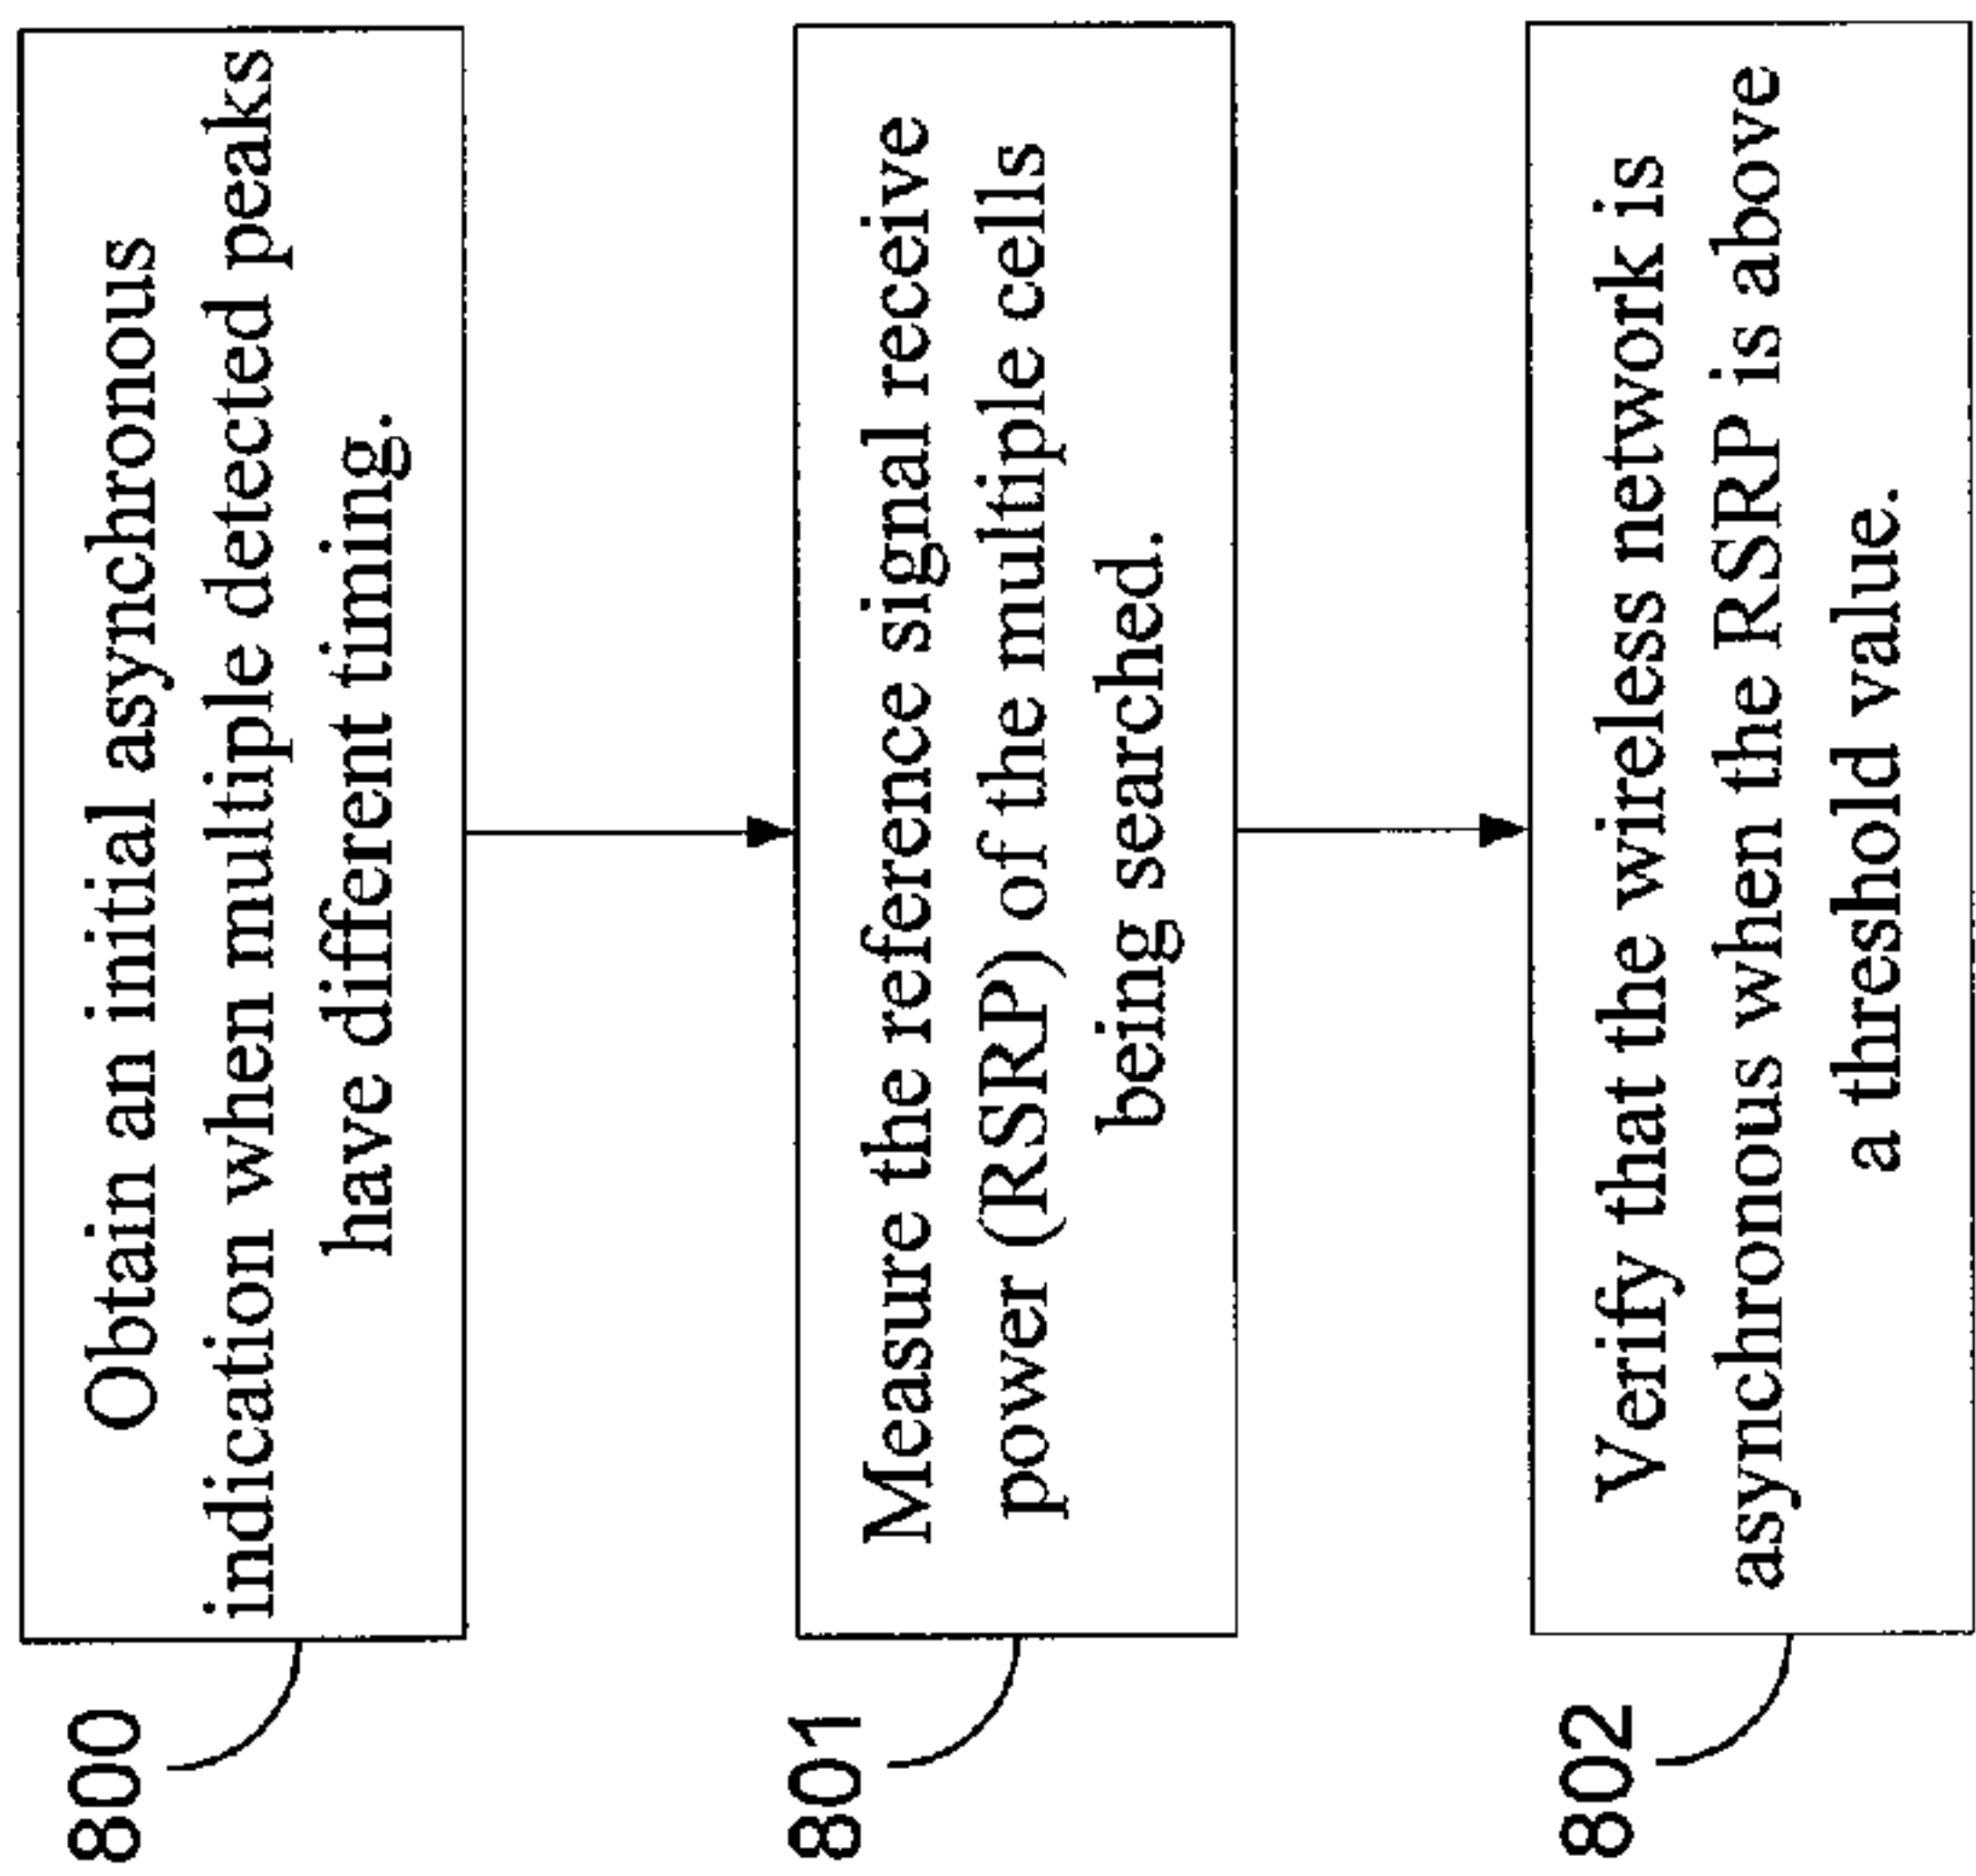 800
Obtain an initial asynchronous
indication when multiple detected peaks
have different timing.
801
Measure the reference signal receive
power (RSRP) of the multiple cells
being searched.
802
Verify that the wireless network is
asynchronous when the RSRP is above
a threshold value.